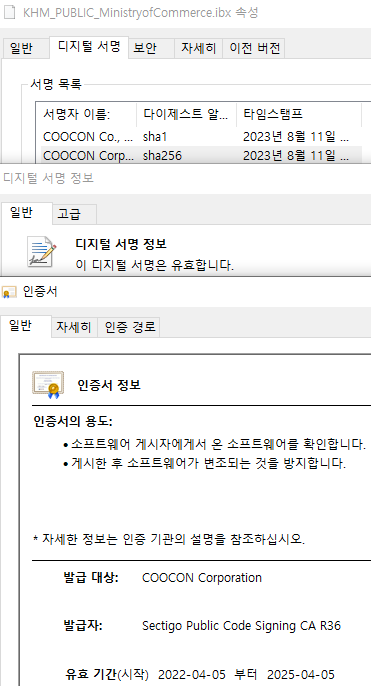 KHM_PUBLIC_MinistryofCommerce.ibx 속성
일반 디지털 서명 보안 자세히 이전 버전
서명 목록
서명자 이름: 다이제스트 알... 타임스탬프
COOCON Co., ... sha1 2023년 8월 11일 ...
COOCON Corp... sha256 2023년 8월 11일 ...
디지털 서명 정보
일반 고급
디지털 서명 정보
이 디지털 서명은 유효합니다.
인증서
일반 자세히 인증 경로
인증서 정보
인증서의 용도:
• 소프트웨어 게시자에게서 온 소프트웨어를 확인합니다.
• 게시한 후 소프트웨어가 변조되는 것을 방지합니다.
* 자세한 정보는 인증 기관의 설명을 참조하십시오.
발급 대상: COOCON Corporation
발급자: Sectigo Public Code Signing CA R36
유효 기간(시작) 2022-04-05 부터 2025-04-05